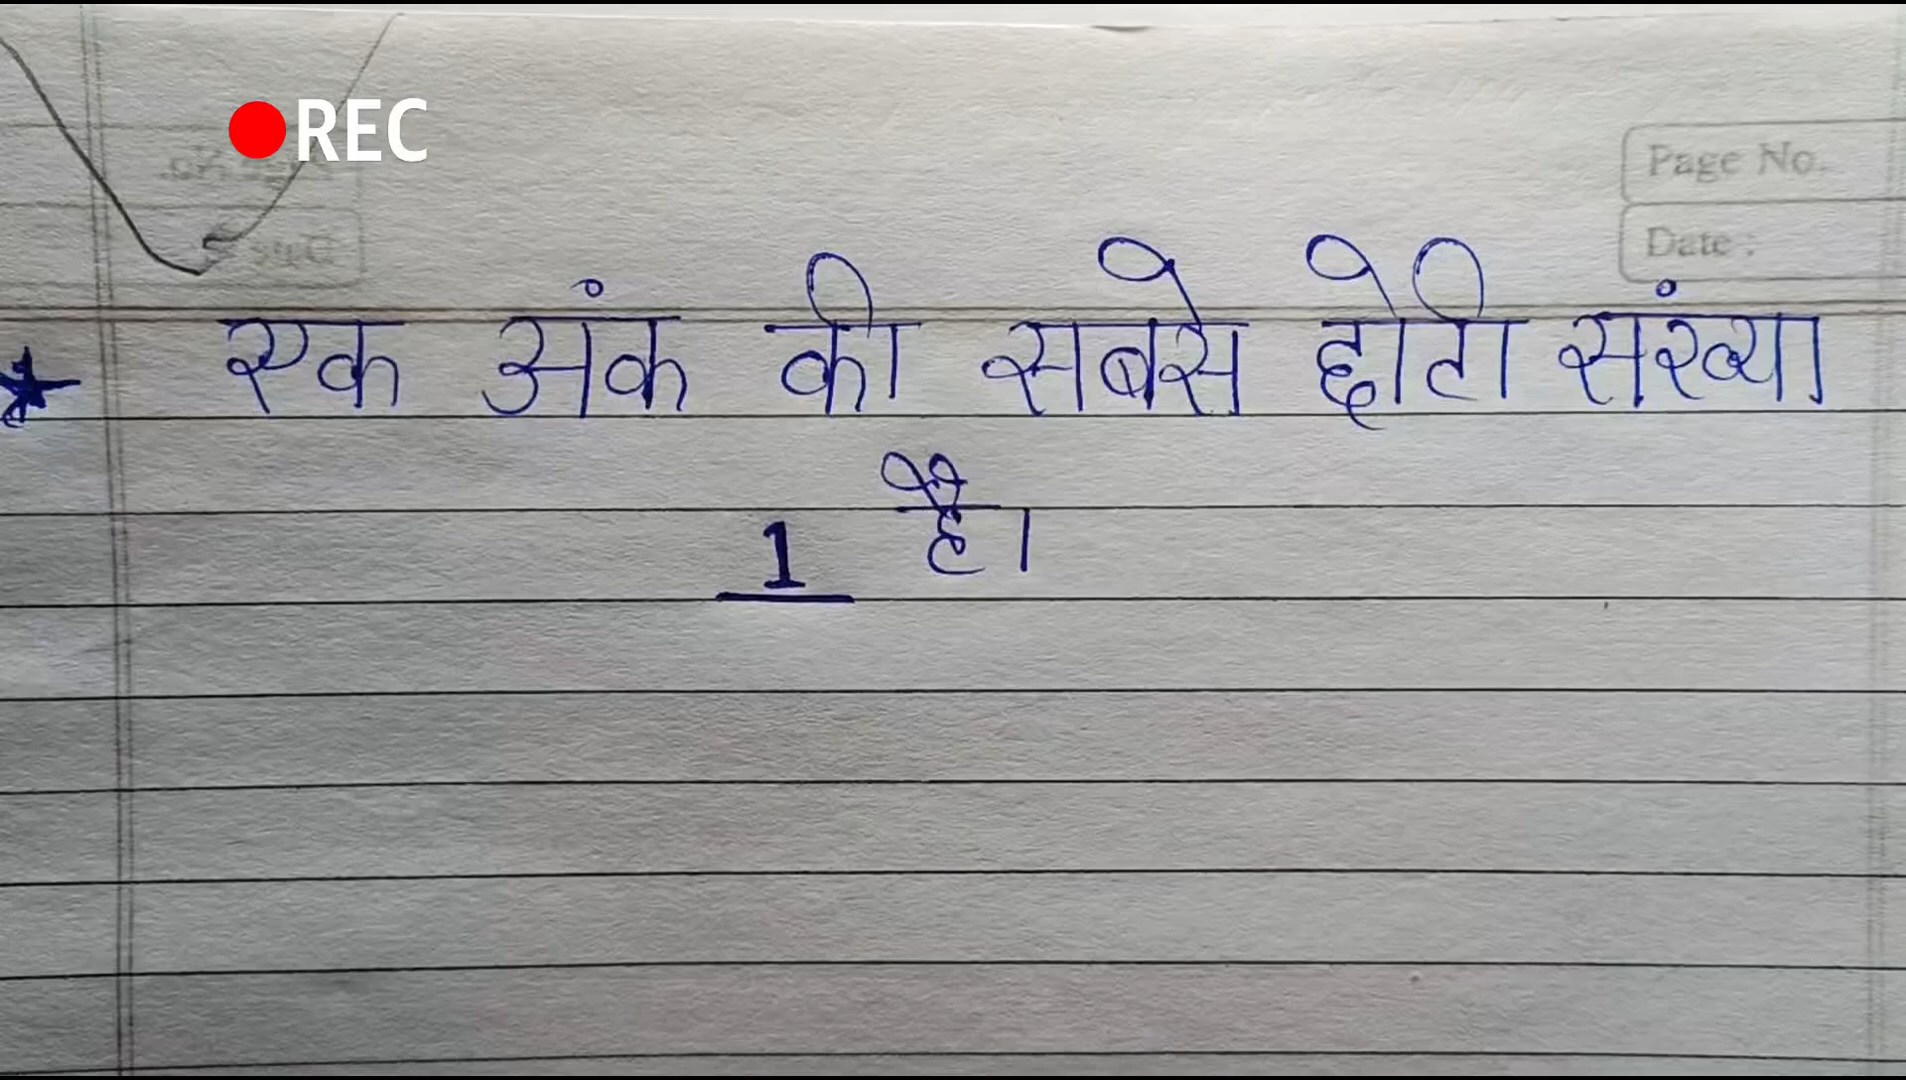 REC
Page No.
Date :
★ एक अंक की सबसे छोटी संख्या
1 है।